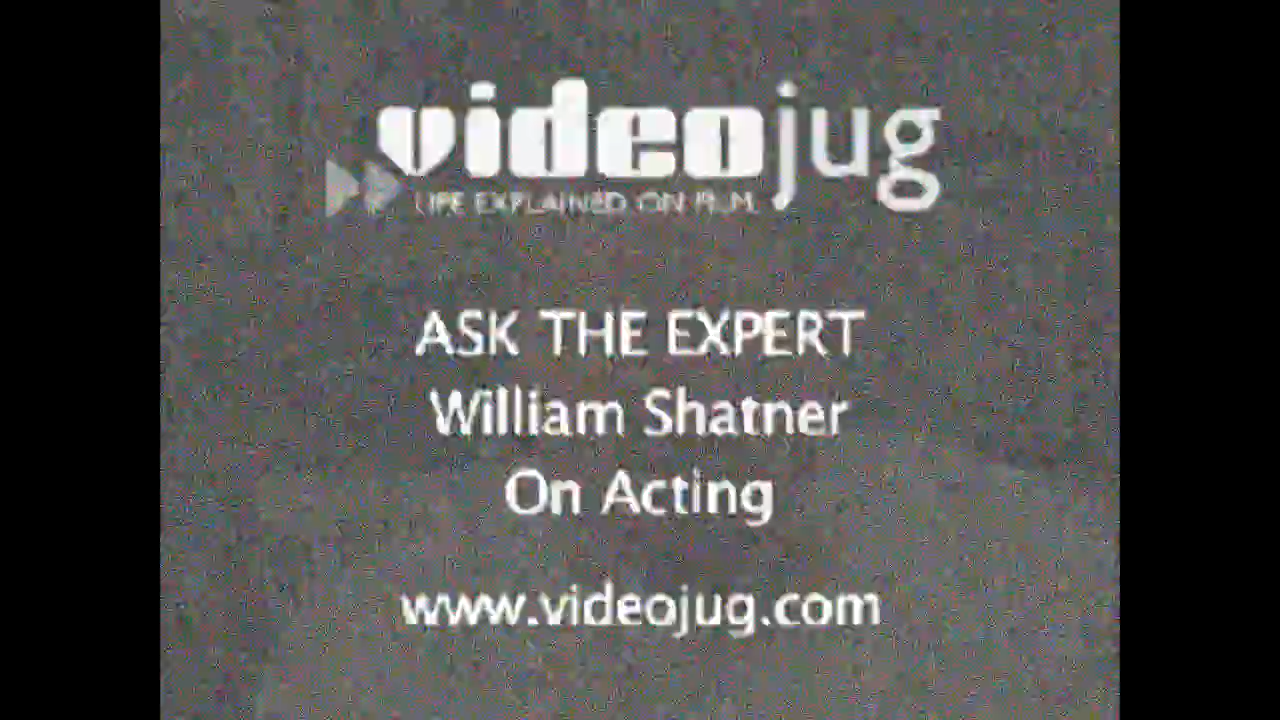 videojug
LIFE EXPLAINED ON FILM.
ASK THE EXPERT
William Shatner
On Acting
www.videojug.com